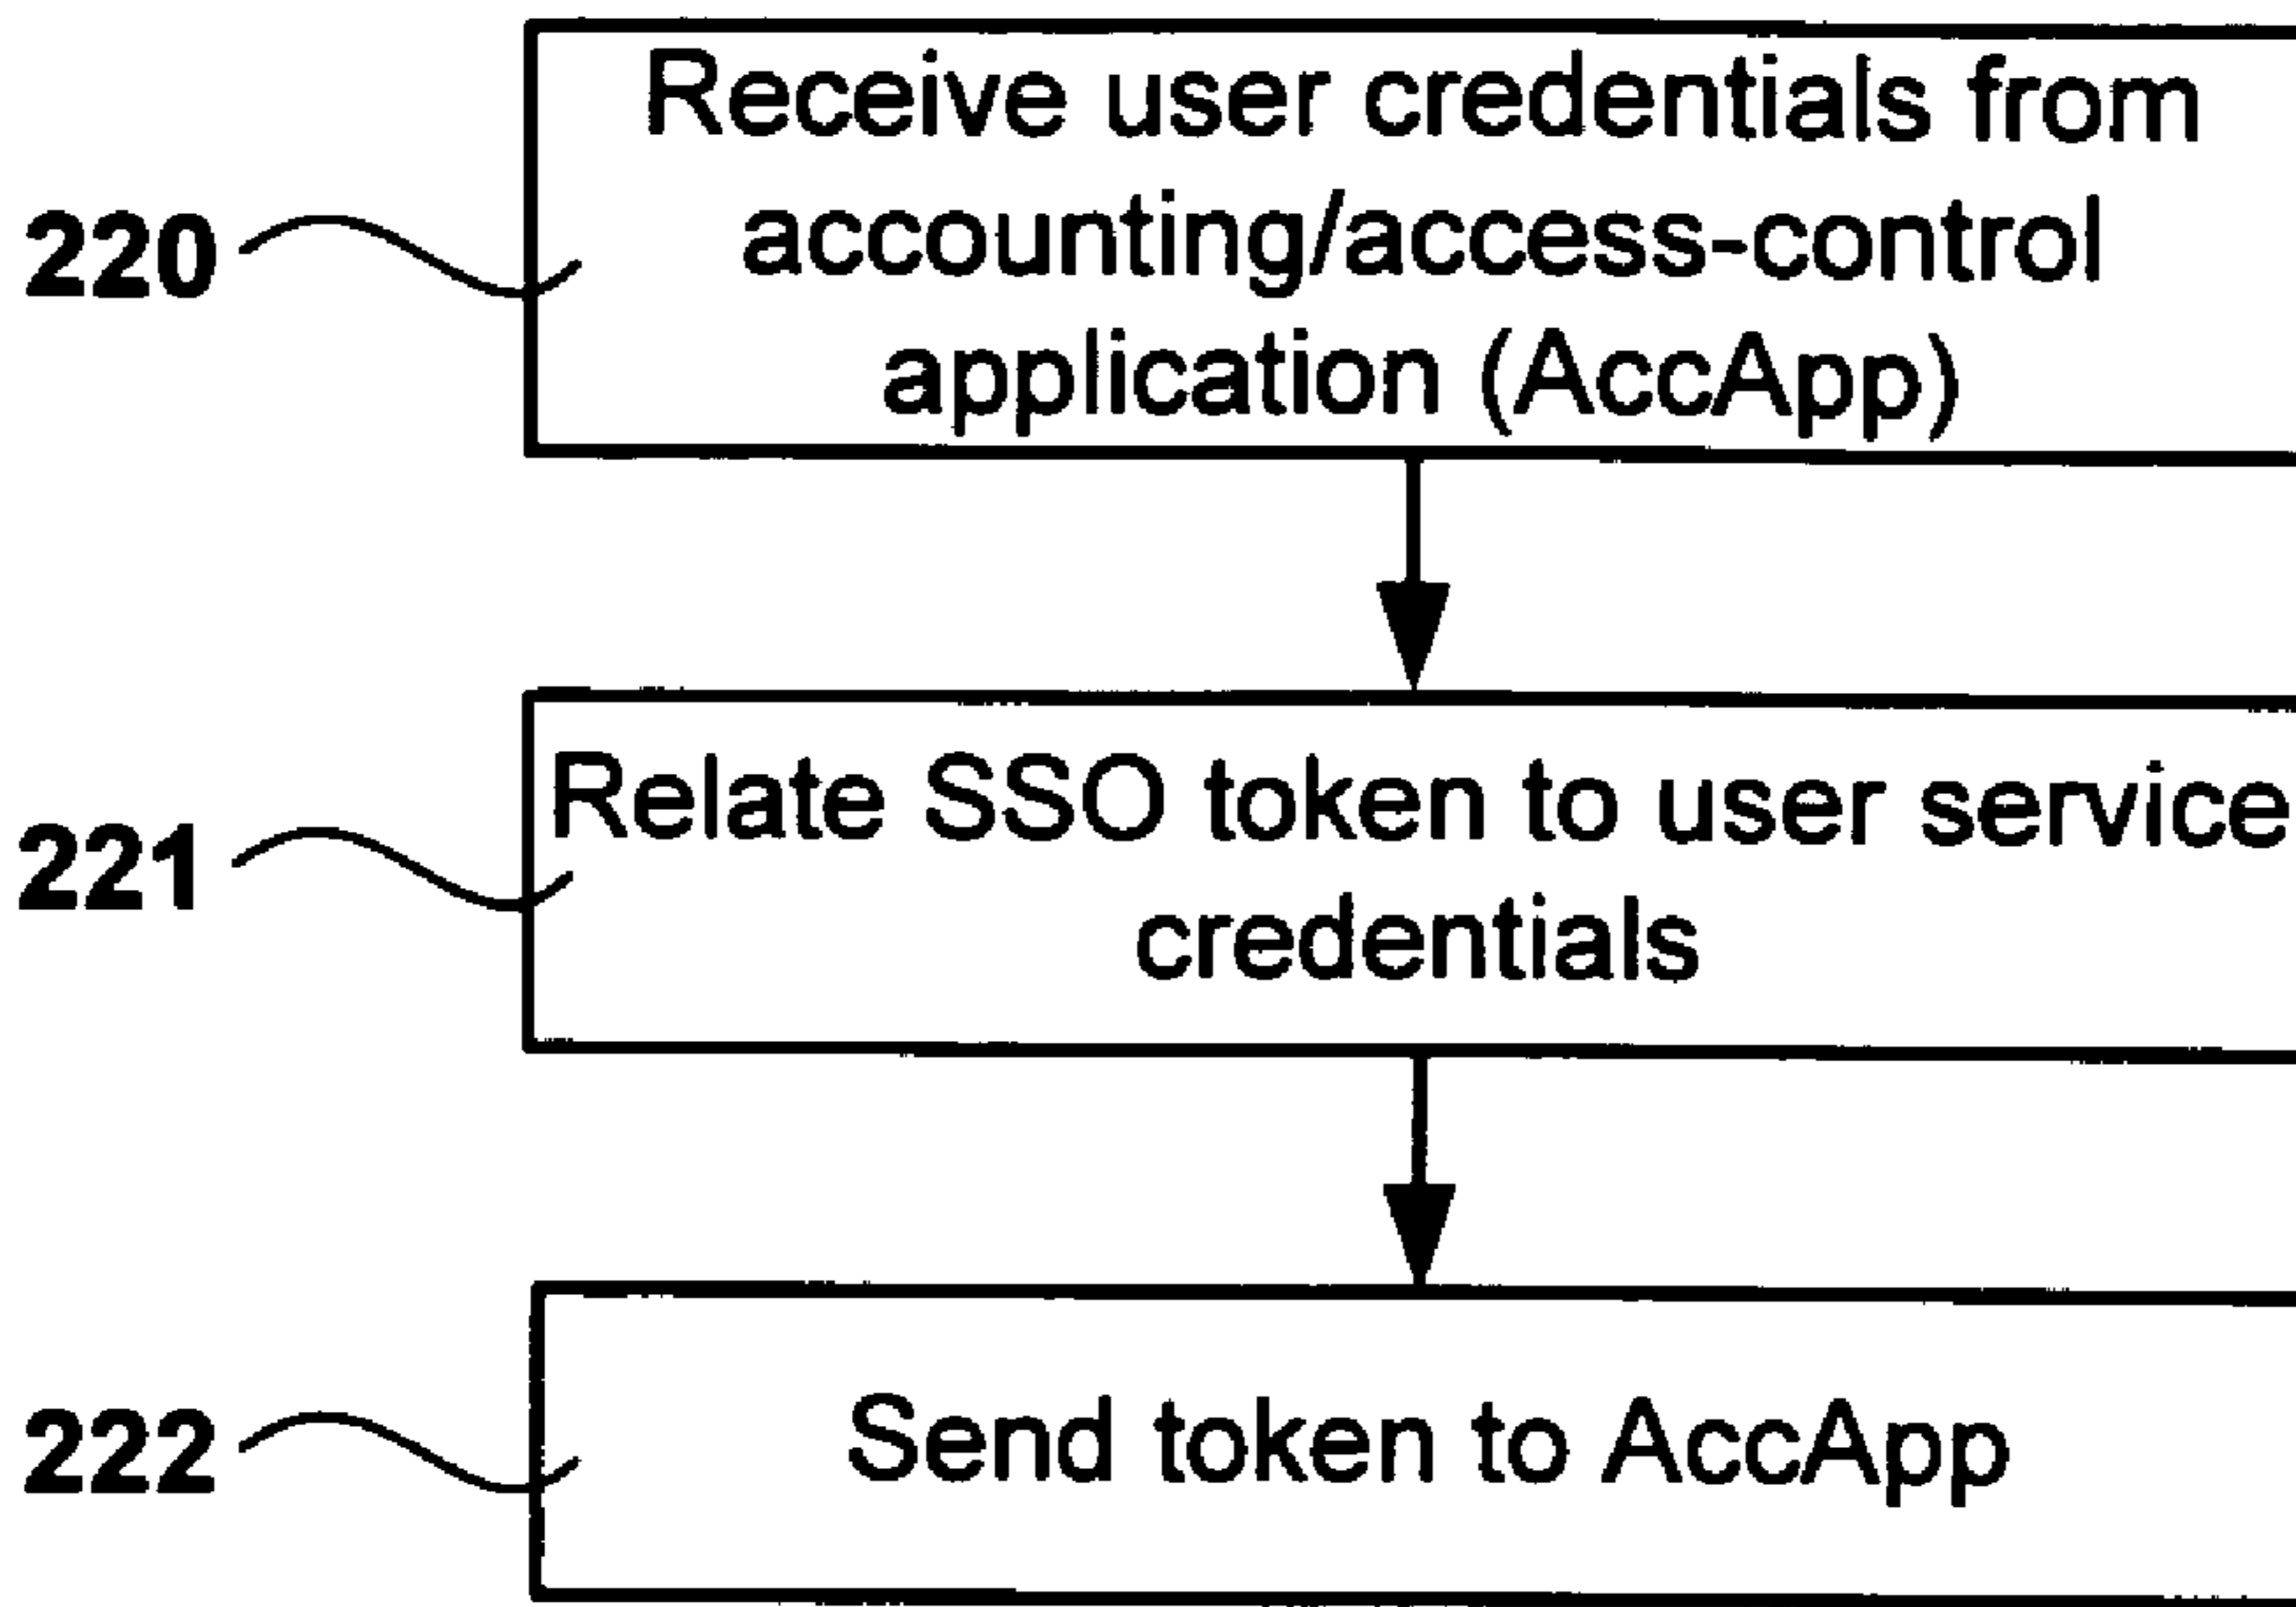 Receive user credentials from
220
accounting/access-control
application (AccApp)
Relate SSO token to user service
221
credentials
222
Send token to AccApp